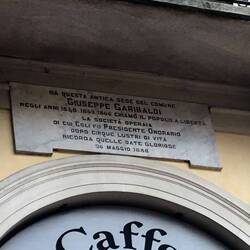 DA QUESTA ANTICA SEDE DEL COMUNE
GIUSEPPE GARIBALDI
NEGLI ANNI 1848. 1859. 1866 CHIAMÒ IL POPOLO A LIBERTÀ
LA SOCIETÀ OPERAIA
DI CUI EGLI FU PRESIDENTE ONORARIO
DOPO CINQUE LUSTRI DI VITA
RICORDA QUELLE DATE GLORIOSE
MAGGIO
Caffè